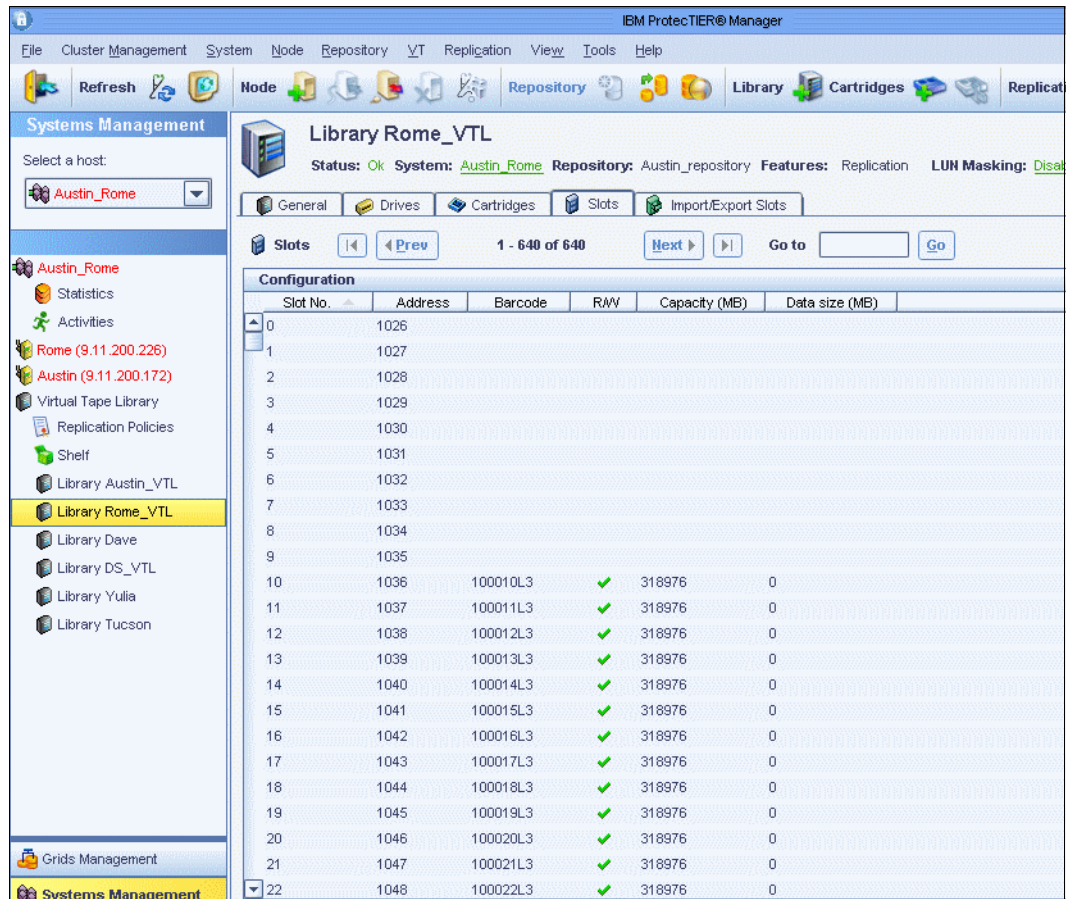 IBM ProtecTIER® Manager
File Cluster Management System Node Repository VT Replication View Tools Help
Refresh Node Repository Library Cartridges Replicati
Systems Management
Select a host:
Austin_Rome
Austin_Rome
Statistics
Activities
Rome (9.11.200.226)
Austin (9.11.200.172)
Virtual Tape Library
Replication Policies
Shelf
Library Austin_VTL
Library Rome_VTL
Library Dave
Library DS_VTL
Library Yulia
Library Tucson
Grids Management
Systems Management
Library Rome_VTL
Status: Ok System: Austin_Rome Repository: Austin_repository Features: Replication LUN Masking: Disab
General Drives Cartridges Slots Import/Export Slots
Slots Prev 1 - 640 of 640 Next Go to Go
Configuration
Slot No. Address Barcode R/W Capacity (MB) Data size (MB)
0 1026
1 1027
2 1028
3 1029
4 1030
5 1031
6 1032
7 1033
8 1034
9 1035
10 1036 100010L3 318976 0
11 1037 100011L3 318976 0
12 1038 100012L3 318976 0
13 1039 100013L3 318976 0
14 1040 100014L3 318976 0
15 1041 100015L3 318976 0
16 1042 100016L3 318976 0
17 1043 100017L3 318976 0
18 1044 100018L3 318976 0
19 1045 100019L3 318976 0
20 1046 100020L3 318976 0
21 1047 100021L3 318976 0
22 1048 100022L3 318976 0